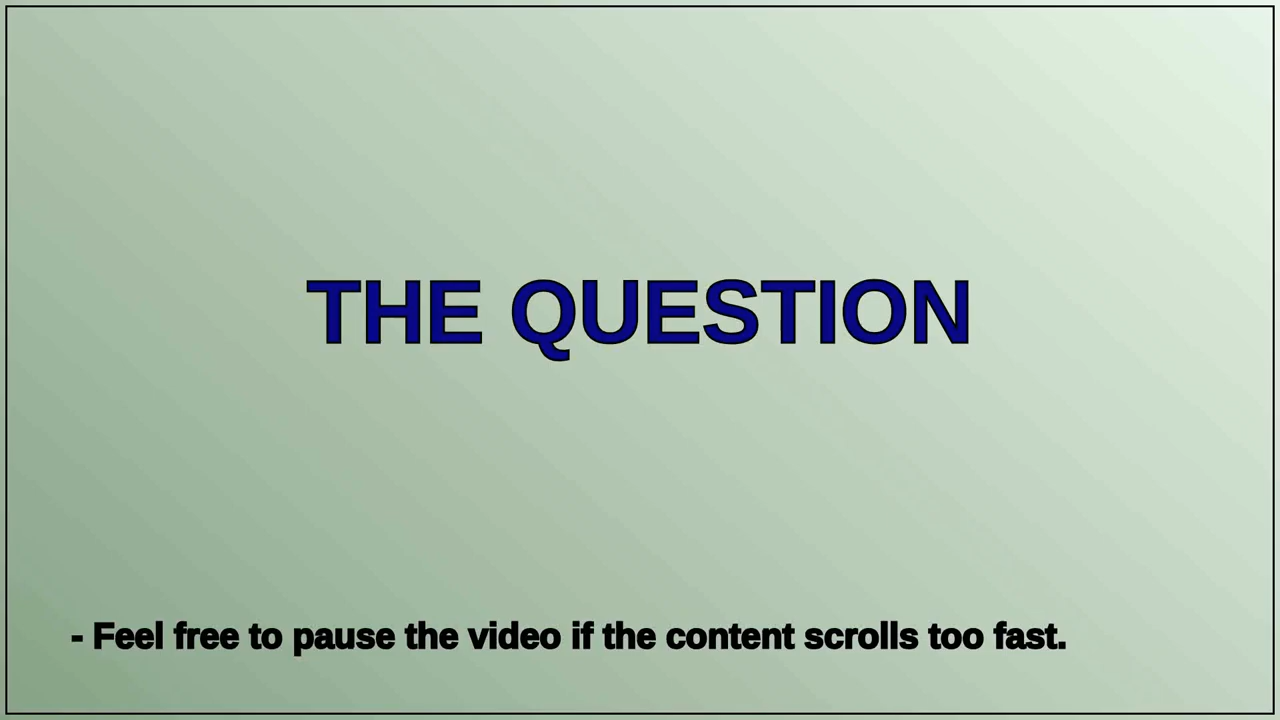 THE QUESTION
- Feel free to pause the video if the content scrolls too fast.